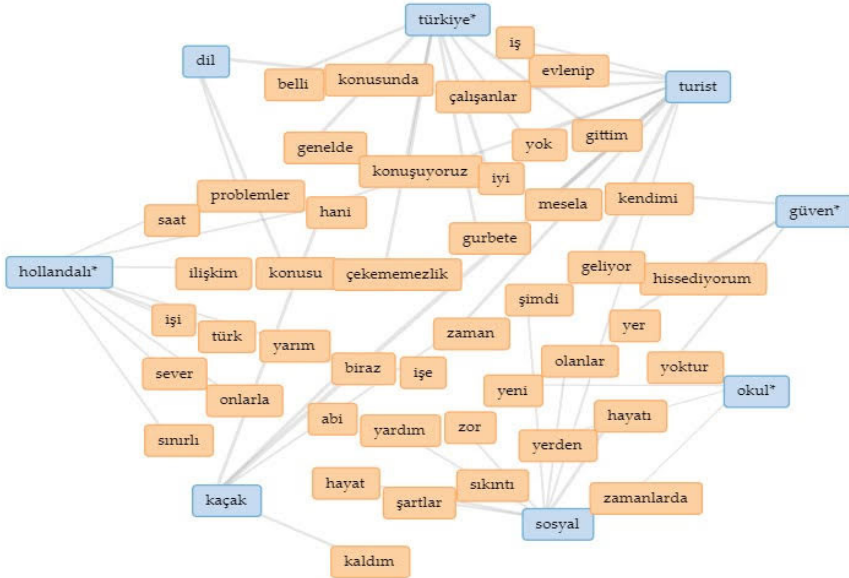 türkiye*
iş
dil
evlenip
belli
konusunda
çalışanlar
turist
genelde
yok
gittim
konuşuyoruz
iyi
problemler
mesela
kendimi
saat
hani
güven*
gurbete
hollandalı*
ilişkim
konusu
çekememezlik
geliyor
hissediyorum
şimdi
işi
türk
yarım
zaman
yer
olanlar
sever
biraz
işe
yoktur
onlarla
yeni
okul*
sınırlı
abi
yardım
zor
hayatı
yerden
hayat
sıkıntı
kaçak
şartlar
zamanlarda
sosyal
kaldım